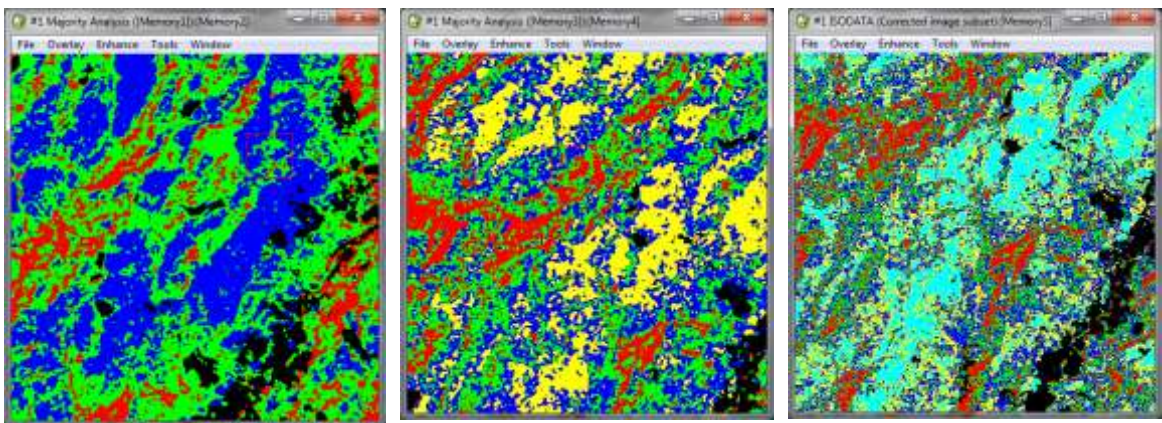 #1 Majority Analysis ([Memory1]):[Memory2]
File Overlay Enhance Tools Window
#1 Majority Analysis ([Memory3]):[Memory4]
File Overlay Enhance Tools Window
#1 ISODATA (Corrected image subset):[Memory5]
File Overlay Enhance Tools Window